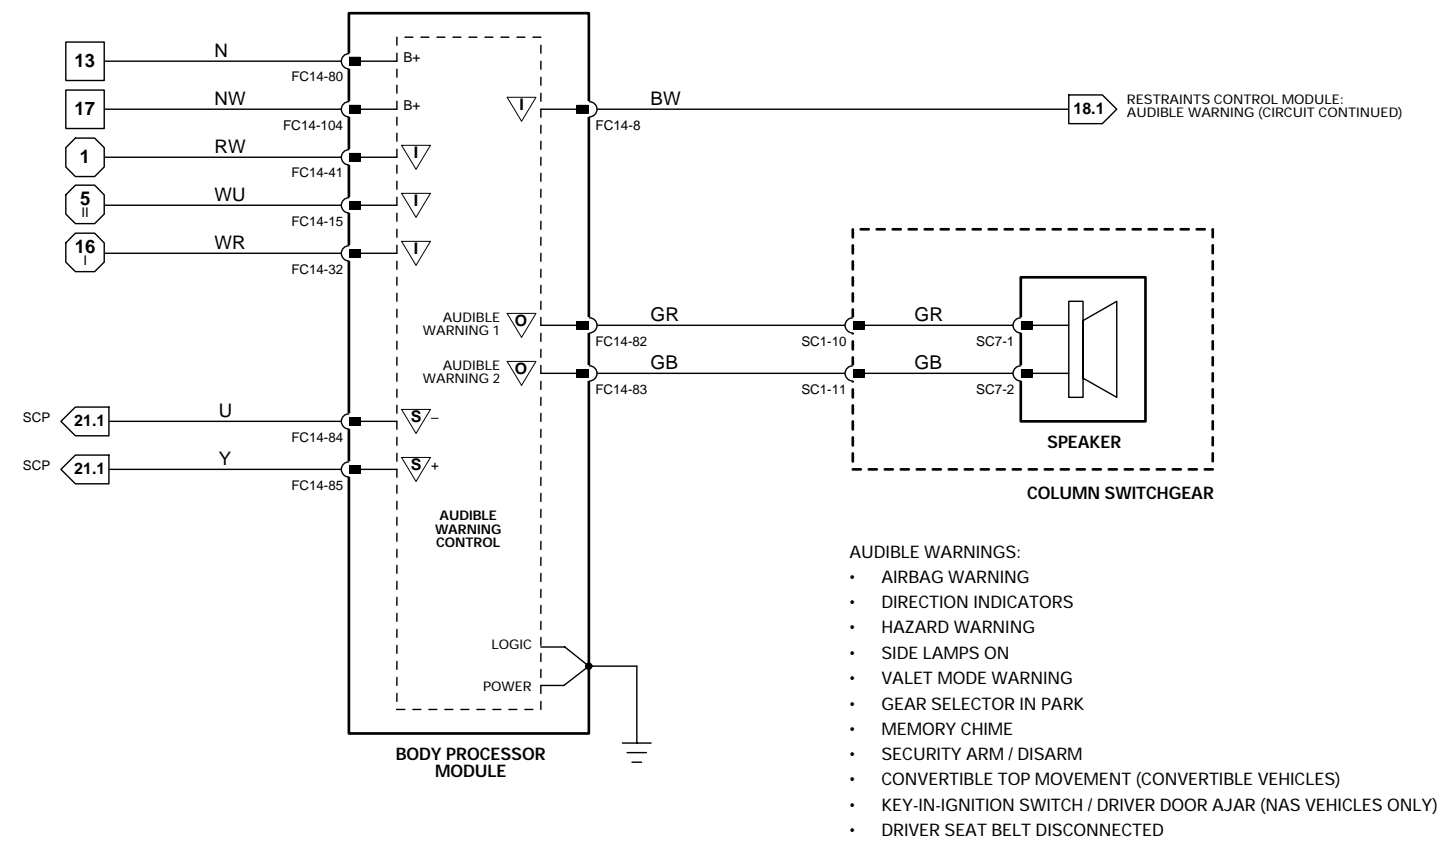 13
N
FC14-80
B+
17
NW
FC14-104
B+
I
FC14-8
BW
18.1
RESTRAINTS CONTROL MODULE:
AUDIBLE WARNING (CIRCUIT CONTINUED)
1
RW
FC14-41
I
5
II
WU
FC14-15
I
16
I
WR
FC14-32
I
AUDIBLE
WARNING 1
O
FC14-82
GR
SC1-10
GR
SC7-1
AUDIBLE
WARNING 2
O
FC14-83
GB
SC1-11
GB
SC7-2
SPEAKER
COLUMN SWITCHGEAR
SCP
21.1
U
FC14-84
S –
SCP
21.1
Y
FC14-85
S +
AUDIBLE
WARNING
CONTROL
LOGIC
POWER
BODY PROCESSOR
MODULE
AUDIBLE WARNINGS:
• AIRBAG WARNING
• DIRECTION INDICATORS
• HAZARD WARNING
• SIDE LAMPS ON
• VALET MODE WARNING
• GEAR SELECTOR IN PARK
• MEMORY CHIME
• SECURITY ARM / DISARM
• CONVERTIBLE TOP MOVEMENT (CONVERTIBLE VEHICLES)
• KEY-IN-IGNITION SWITCH / DRIVER DOOR AJAR (NAS VEHICLES ONLY)
• DRIVER SEAT BELT DISCONNECTED